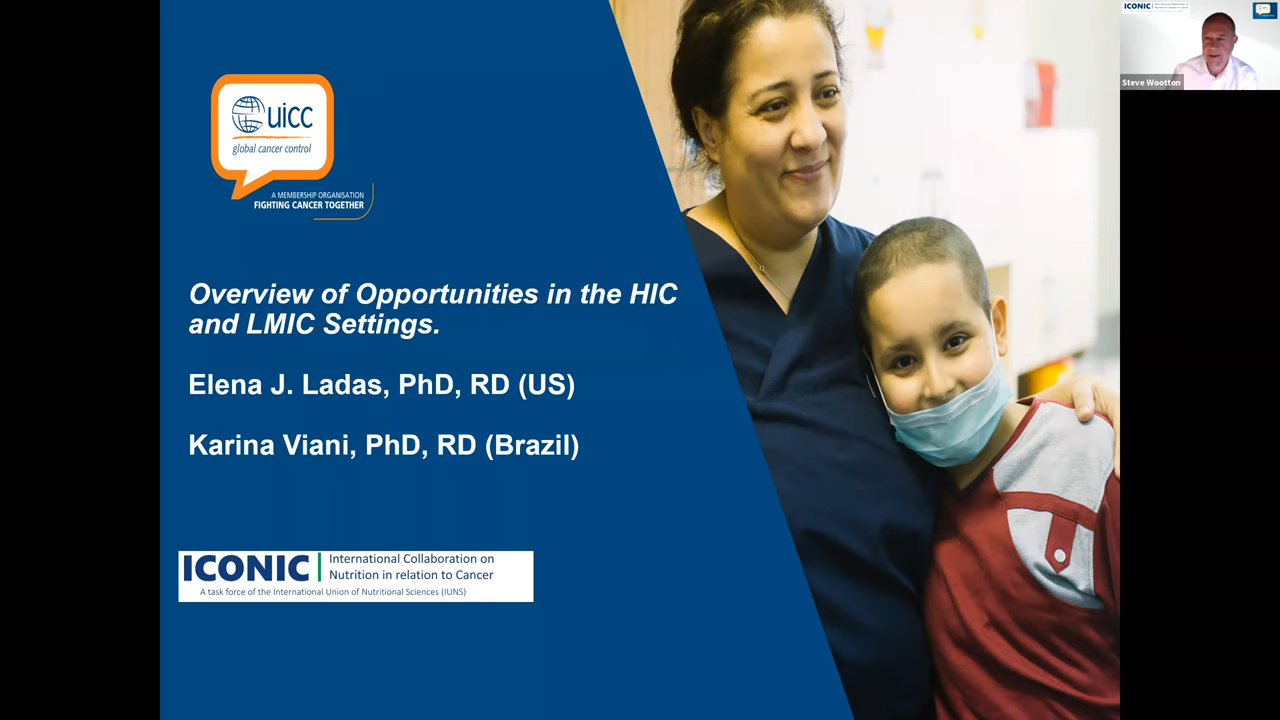 uicc
global cancer control
A MEMBERSHIP ORGANISATION
FIGHTING CANCER TOGETHER
Overview of Opportunities in the HIC
and LMIC Settings.
Elena J. Ladas, PhD, RD (US)
Karina Viani, PhD, RD (Brazil)
ICONIC
International Collaboration on
Nutrition in relation to Cancer
A task force of the International Union of Nutritional Sciences (IUNS)
ICONIC
Steve Wootton